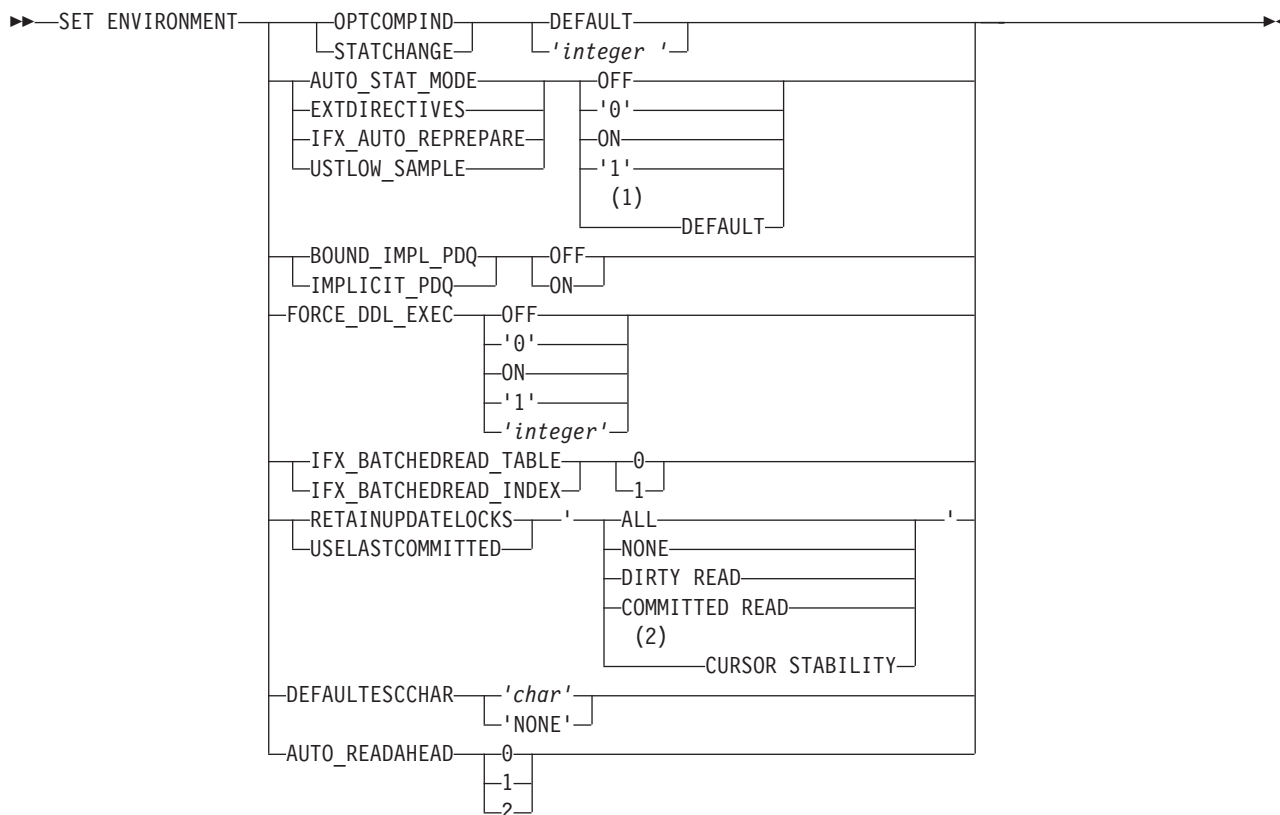 SET ENVIRONMENT OPTCOMPIND DEFAULT
STATCHANGE 'integer '
AUTO_STAT_MODE OFF
EXTDIRECTIVES '0'
IFX_AUTO_REPREPARE ON
USTLOW_SAMPLE '1'
(1)
DEFAULT
BOUND_IMPL_PDQ OFF
IMPLICIT_PDQ ON
FORCE_DDL_EXEC OFF
'0'
ON
'1'
'integer'
IFX_BATCHEDREAD_TABLE 0
IFX_BATCHEDREAD_INDEX 1
RETAINUPDATELOCKS ' ALL '
USELASTCOMMITTED NONE
DIRTY READ
COMMITTED READ
(2)
CURSOR STABILITY
DEFAULTESCCHAR 'char'
'NONE'
AUTO_READAHEAD 0
1
2